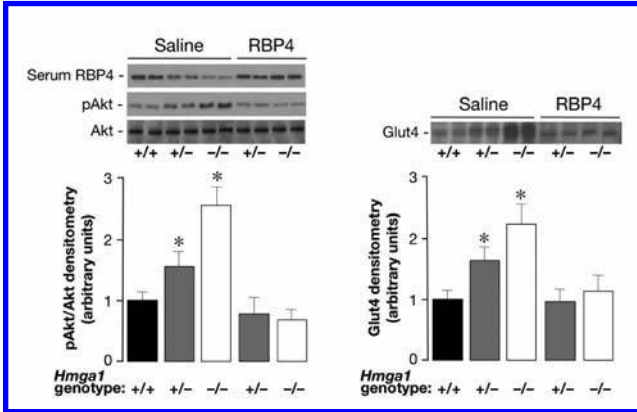 Saline RBP4
Serum RBP4 -
pAkt -
Akt -
+/+ +/− −/− +/− −/−
pAkt/Akt densitometry
(arbitrary units)
3
2
1
0
* *
Hmga1
genotype: +/+ +/− −/− +/− −/−
Saline RBP4
Glut4 -
+/+ +/− −/− +/− −/−
Glut4 densitometry
(arbitrary units)
3
2
1
0
* *
Hmga1
genotype: +/+ +/− −/− +/− −/−